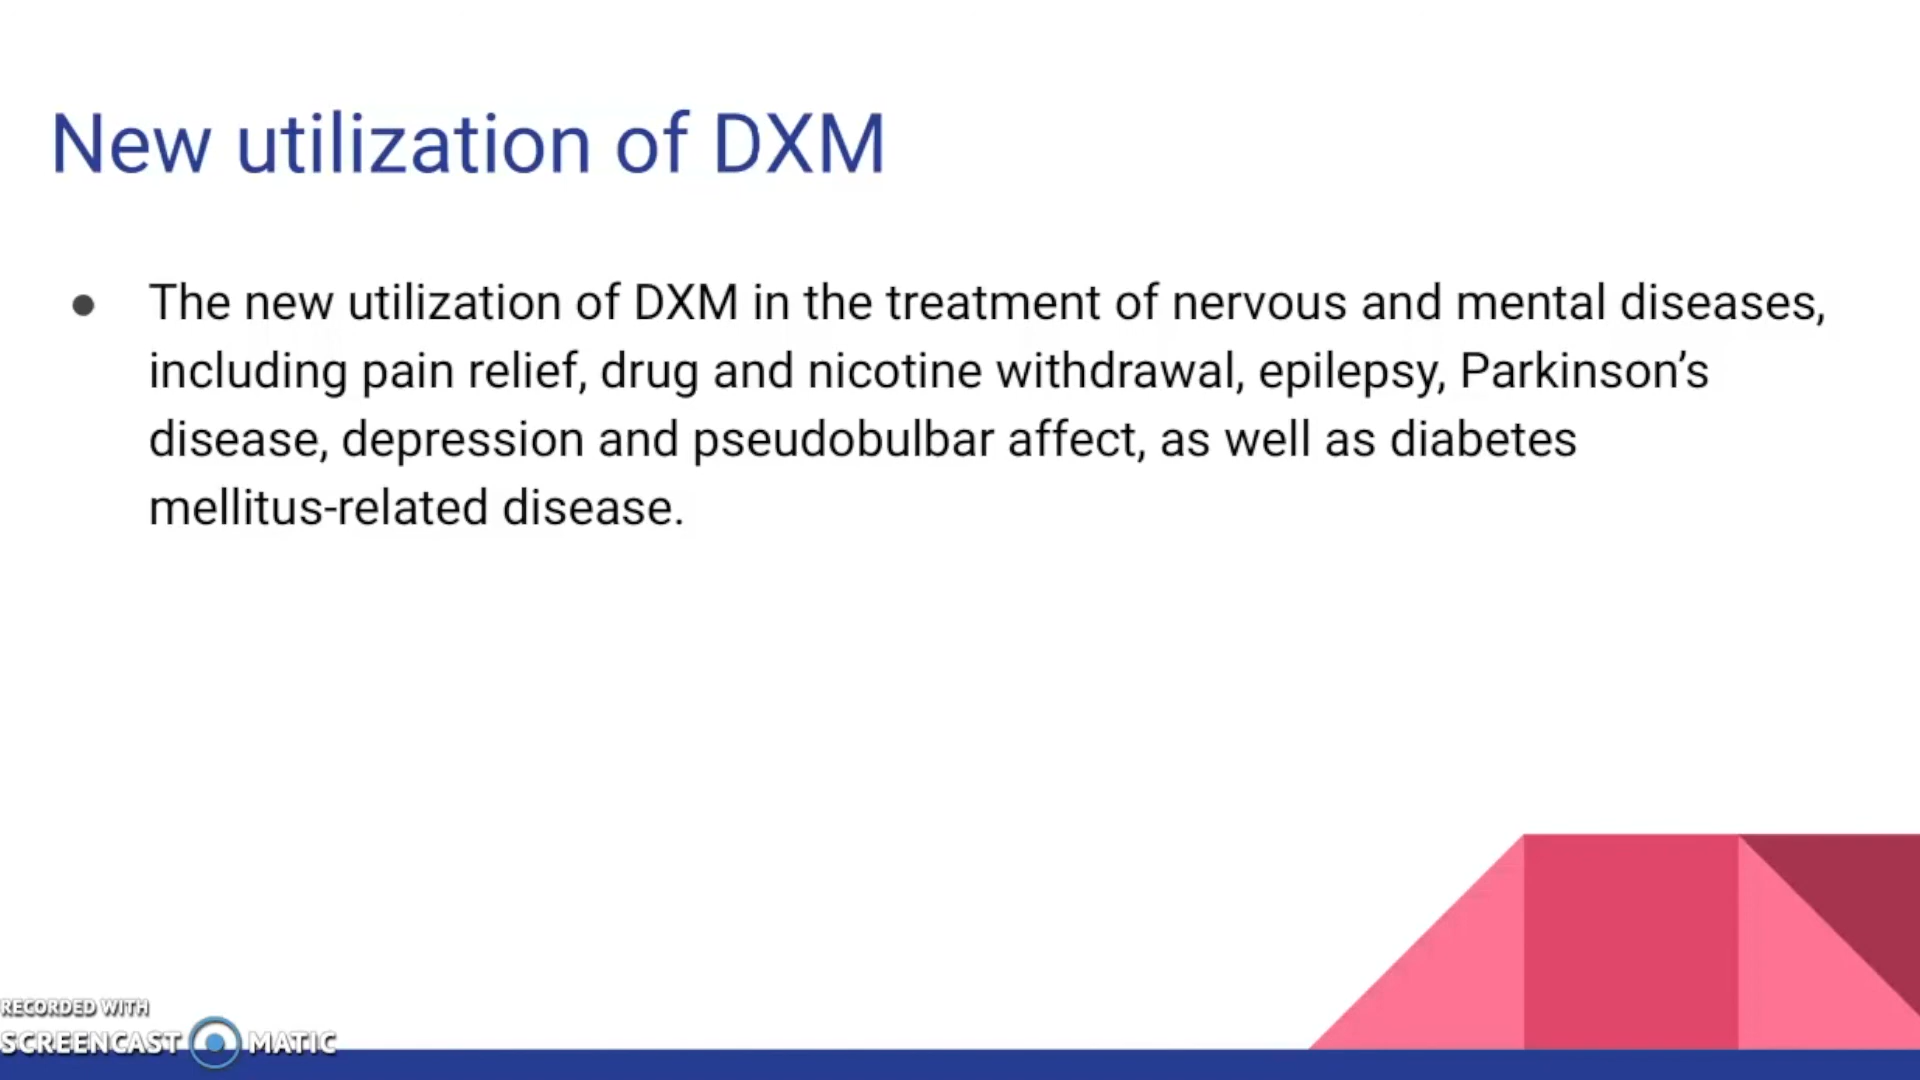 New utilization of DXM
● The new utilization of DXM in the treatment of nervous and mental diseases,
including pain relief, drug and nicotine withdrawal, epilepsy, Parkinson’s
disease, depression and pseudobulbar affect, as well as diabetes
mellitus-related disease.
RECORDED WITH
SCREENCAST MATIC